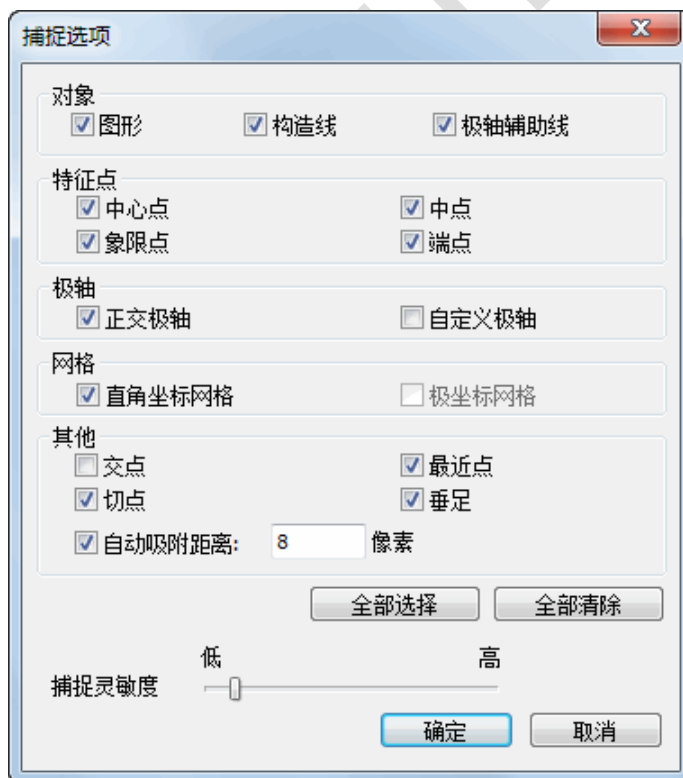 捕捉选项
对象
图形 构造线 极轴辅助线
特征点
中心点 中点
象限点 端点
极轴
正交极轴 自定义极轴
网格
直角坐标网格 极坐标网格
其他
交点 最近点
切点 垂足
自动吸附距离: 8 像素
全部选择 全部清除
低 高
捕捉灵敏度
确定 取消